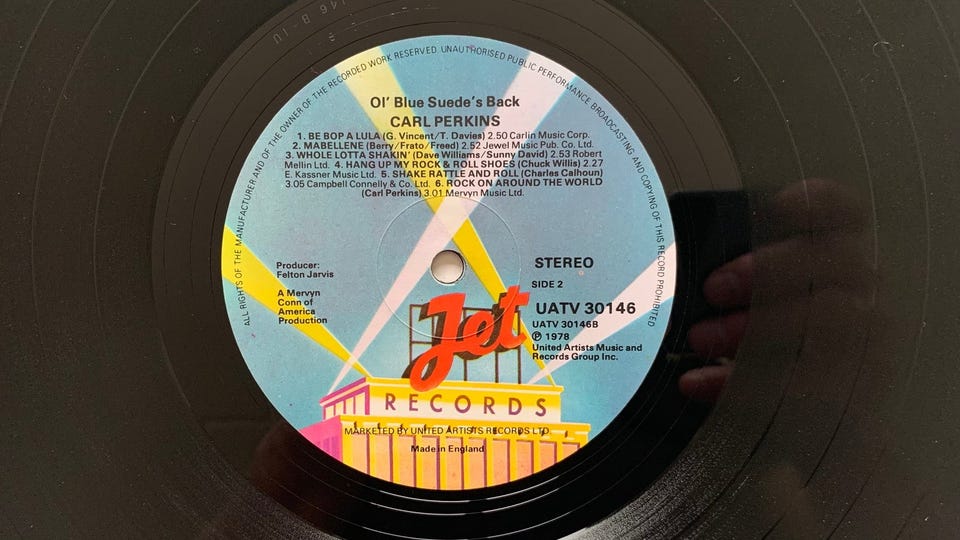 ALL RIGHTS OF THE MANUFACTURER AND OF THE OWNER OF THE RECORDED WORK RESERVED. UNAUTHORISED PUBLIC PERFORMANCE BROADCASTING AND COPYING OF THIS RECORD PROHIBITED
Ol' Blue Suede's Back
CARL PERKINS
1. BE BOP A LULA (G. Vincent/T. Davies) 2.50 Carlin Music Corp.
2. MABELLENE (Berry/Frato/Freed) 2.52 Jewel Music Pub. Co. Ltd.
3. WHOLE LOTTA SHAKIN' (Dave Williams/Sunny David) 2.53 Robert
Mellin Ltd. 4. HANG UP MY ROCK & ROLL SHOES (Chuck Willis) 2.27
E. Kassner Music Ltd. 5. SHAKE RATTLE AND ROLL (Charles Calhoun)
3.05 Campbell Connelly & Co. Ltd. 6. ROCK ON AROUND THE WORLD
(Carl Perkins) 3.01 Mervyn Music Ltd.
Producer:
Felton Jarvis
A Mervyn
Conn of
America
Production
STEREO
SIDE 2
UATV 30146
UATV 30146B
℗ 1978
United Artists Music and
Records Group Inc.
Jet
RECORDS
MARKETED BY UNITED ARTISTS RECORDS LTD.
Made in England